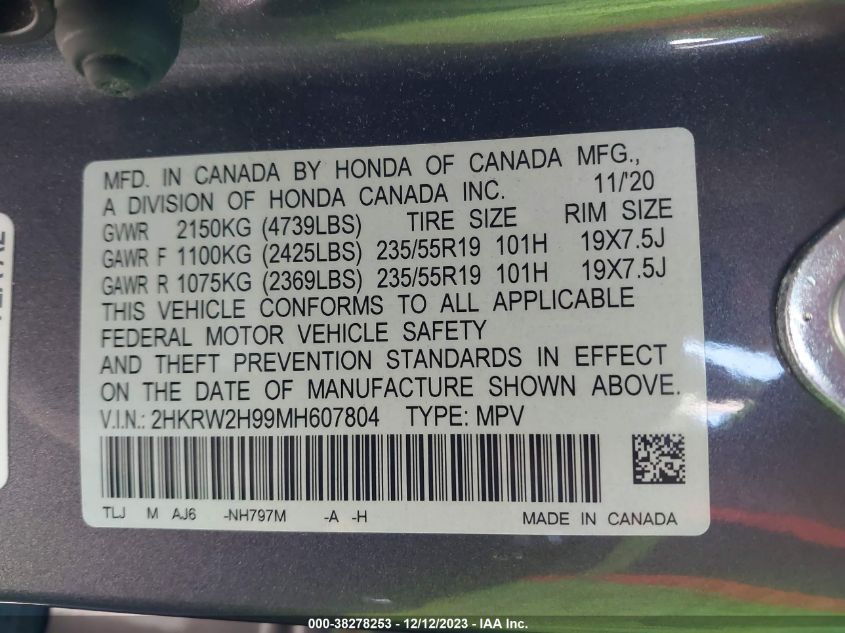 MFD. IN CANADA BY HONDA OF CANADA MFG.,
A DIVISION OF HONDA CANADA INC. 11/'20
GVWR 2150KG (4739LBS) TIRE SIZE RIM SIZE
GAWR F 1100KG (2425LBS) 235/55R19 101H 19X7.5J
GAWR R 1075KG (2369LBS) 235/55R19 101H 19X7.5J
THIS VEHICLE CONFORMS TO ALL APPLICABLE
FEDERAL MOTOR VEHICLE SAFETY
AND THEFT PREVENTION STANDARDS IN EFFECT
ON THE DATE OF MANUFACTURE SHOWN ABOVE.
V.I.N.: 2HKRW2H99MH607804 TYPE: MPV
TLJ M AJ6 -NH797M -A -H MADE IN CANADA
000-38278253 - 12/12/2023 - IAA Inc.